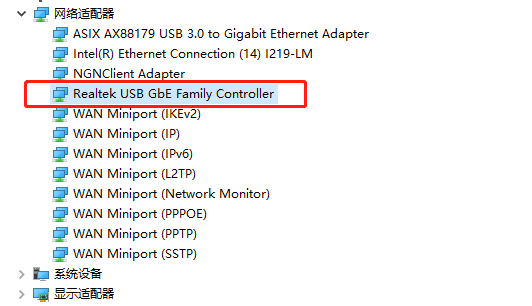 网络适配器
ASIX AX88179 USB 3.0 to Gigabit Ethernet Adapter
Intel(R) Ethernet Connection (14) I219-LM
NGNClient Adapter
Realtek USB GbE Family Controller
WAN Miniport (IKEv2)
WAN Miniport (IP)
WAN Miniport (IPv6)
WAN Miniport (L2TP)
WAN Miniport (Network Monitor)
WAN Miniport (PPPOE)
WAN Miniport (PPTP)
WAN Miniport (SSTP)
系统设备
显示适配器